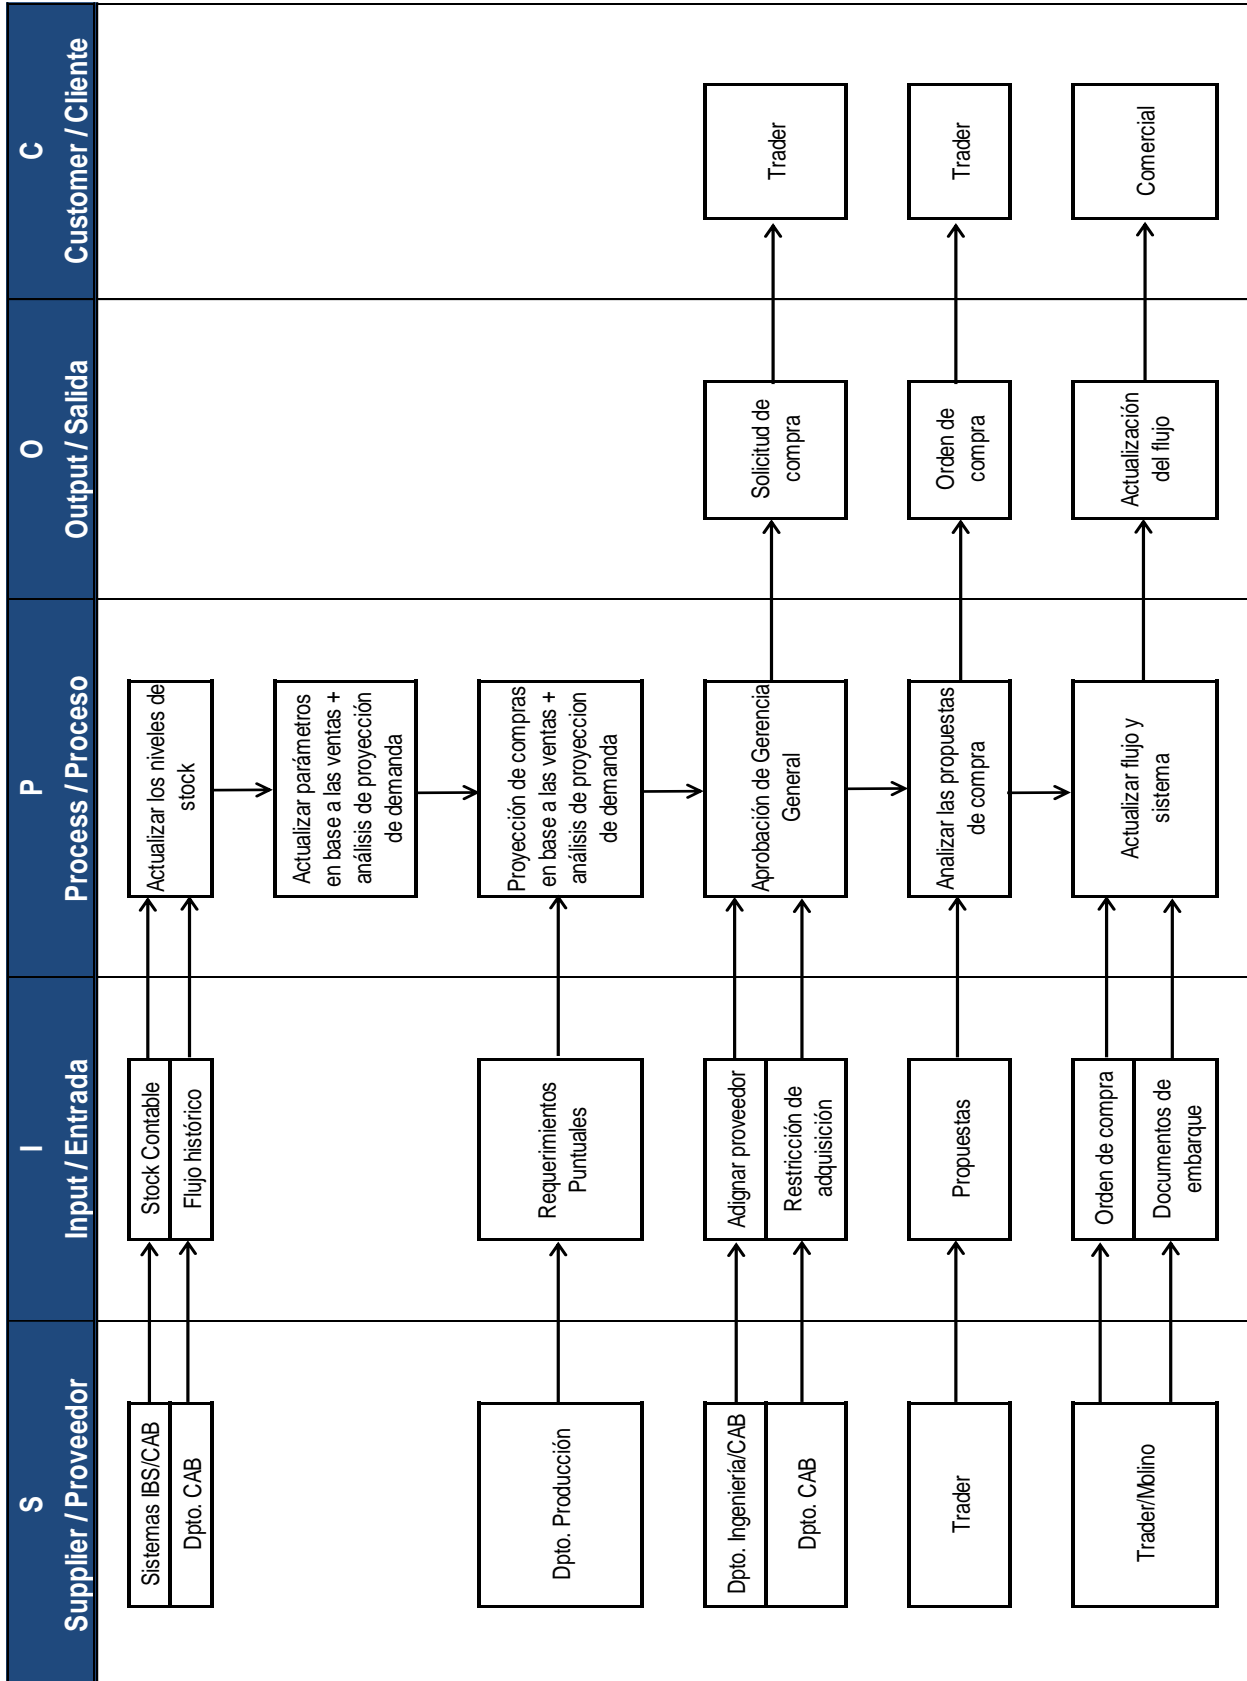 S
Supplier / Proveedor
I
Input / Entrada
P
Process / Proceso
O
Output / Salida
C
Customer / Cliente
Sistemas IBS/CAB
Dpto. CAB
Stock Contable
Flujo histórico
Actualizar los niveles de
stock
Actualizar parámetros
en base a las ventas +
análisis de proyección
de demanda
Dpto. Producción
Requerimientos
Puntuales
Proyección de compras
en base a las ventas +
análisis de proyeccion
de demanda
Dpto. Ingeniería/CAB
Dpto. CAB
Adignar proveedor
Restricción de
adquisición
Aprobación de Gerencia
General
Solicitud de
compra
Trader
Trader
Propuestas
Analizar las propuestas
de compra
Orden de
compra
Trader
Trader/Molino
Orden de compra
Documentos de
embarque
Actualizar flujo y
sistema
Actualización
del flujo
Comercial